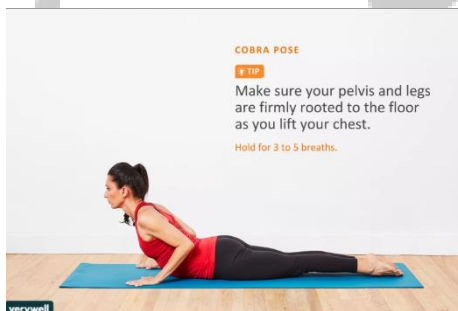 COBRA POSE
TIP
Make sure your pelvis and legs
are firmly rooted to the floor
as you lift your chest.
Hold for 3 to 5 breaths.
verywell